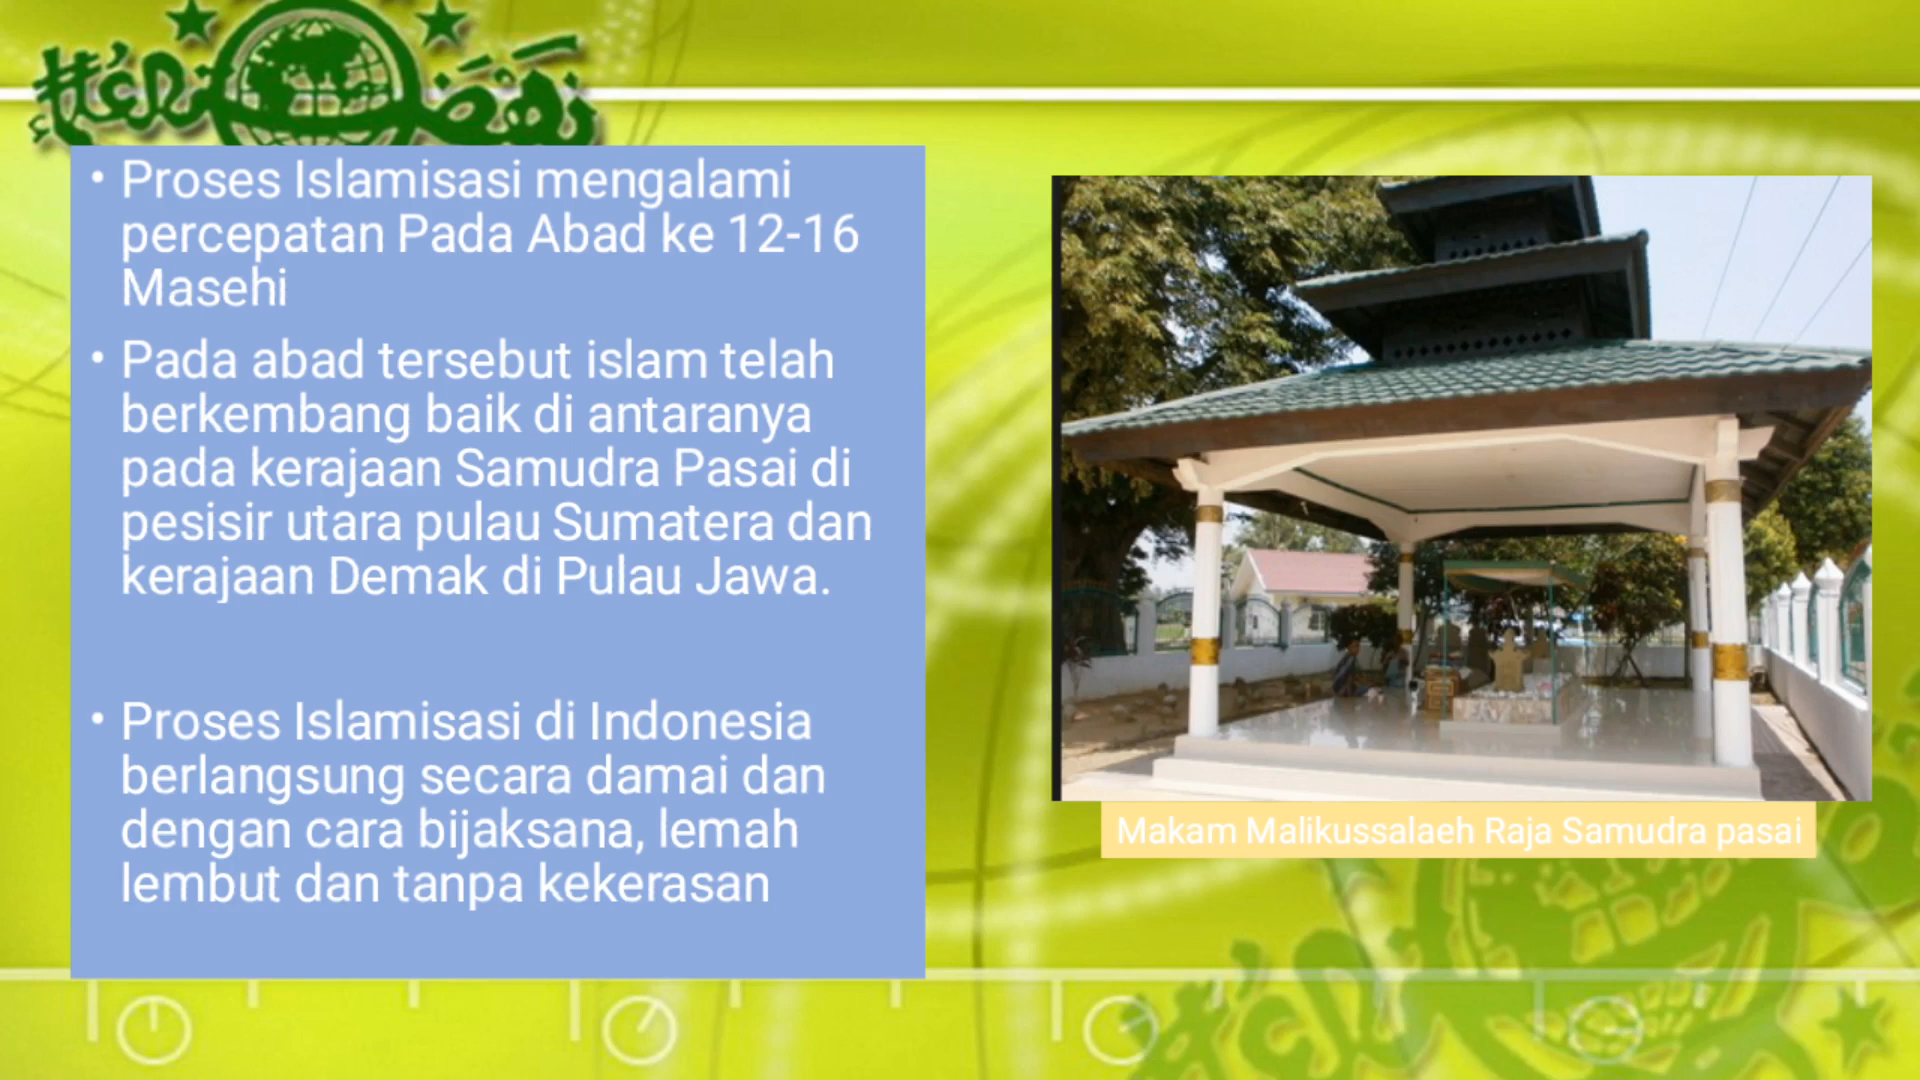 • Proses Islamisasi mengalami
percepatan Pada Abad ke 12-16
Masehi
• Pada abad tersebut islam telah
berkembang baik di antaranya
pada kerajaan Samudra Pasai di
pesisir utara pulau Sumatera dan
kerajaan Demak di Pulau Jawa.
• Proses Islamisasi di Indonesia
berlangsung secara damai dan
dengan cara bijaksana, lemah
lembut dan tanpa kekerasan
Makam Malikussalaeh Raja Samudra pasai